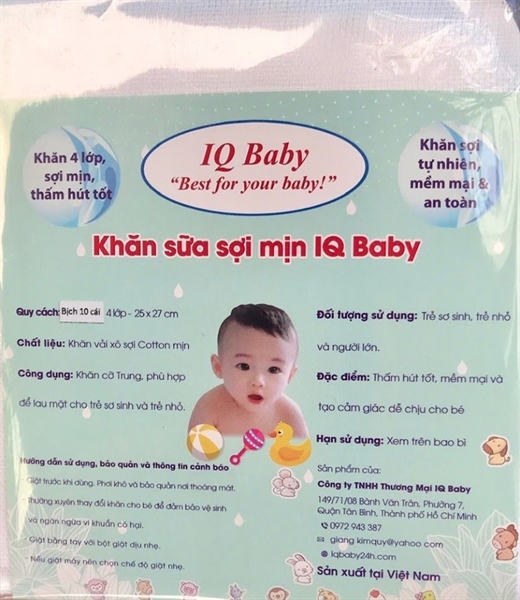 IQ Baby
"Best for your baby!"
Khăn 4 lớp,
sợi mịn,
thấm hút tốt
Khăn sợi
tự nhiên,
mềm mại &
an toàn
Khăn sữa sợi mịn IQ Baby
Quy cách: Bịch 10 cái 4 lớp - 25 x 27 cm
Chất liệu: Khăn vải xô sợi Cotton mịn
Công dụng: Khăn cỡ Trung, phù hợp
để lau mặt cho trẻ sơ sinh và trẻ nhỏ.
Đối tượng sử dụng: Trẻ sơ sinh, trẻ nhỏ
và người lớn.
Đặc điểm: Thấm hút tốt, mềm mại và
tạo cảm giác dễ chịu cho bé
Hạn sử dụng: Xem trên bao bì
Hướng dẫn sử dụng, bảo quản và thông tin cảnh báo
- Giặt trước khi dùng. Phơi khô và bảo quản nơi thoáng mát.
- Thường xuyên thay đổi khăn cho bé để đảm bảo vệ sinh
và ngăn ngừa vi khuẩn có hại.
- Giặt bằng tay với bột giặt dịu nhẹ.
- Nếu giặt máy nên chọn chế độ giặt nhẹ.
Sản phẩm của:
Công ty TNHH Thương Mại IQ Baby
149/71/08 Bành Văn Trân, Phường 7,
Quận Tân Bình, Thành phố Hồ Chí Minh
0972 943 387
giang kimquy@yahoo.com
iqbaby24h.com
Sản xuất tại Việt Nam